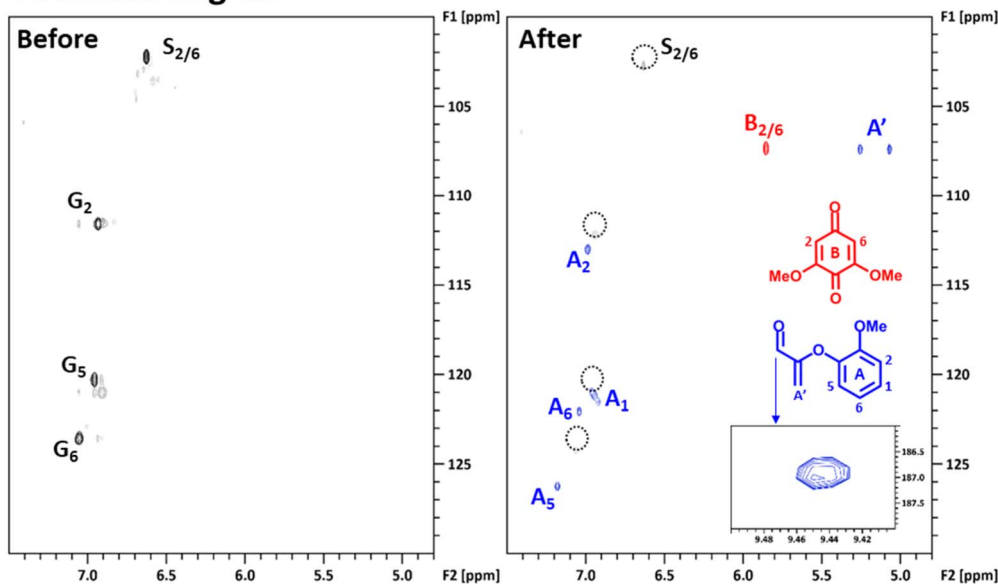 Before
S2/6
G2
G5
G6
7.0 6.5 6.0 5.5 5.0
F2 [ppm]
F1 [ppm]
105
110
115
120
125
After
S2/6
B2/6
A’
A2
A6
A1
A5
O
2 6
B
MeO OMe
O
O OMe
O
2
A
5 1
A’ 6
186.5
187.0
187.5
9.48 9.46 9.44 9.42
7.0 6.5 6.0 5.5 5.0
F2 [ppm]
F1 [ppm]
105
110
115
120
125